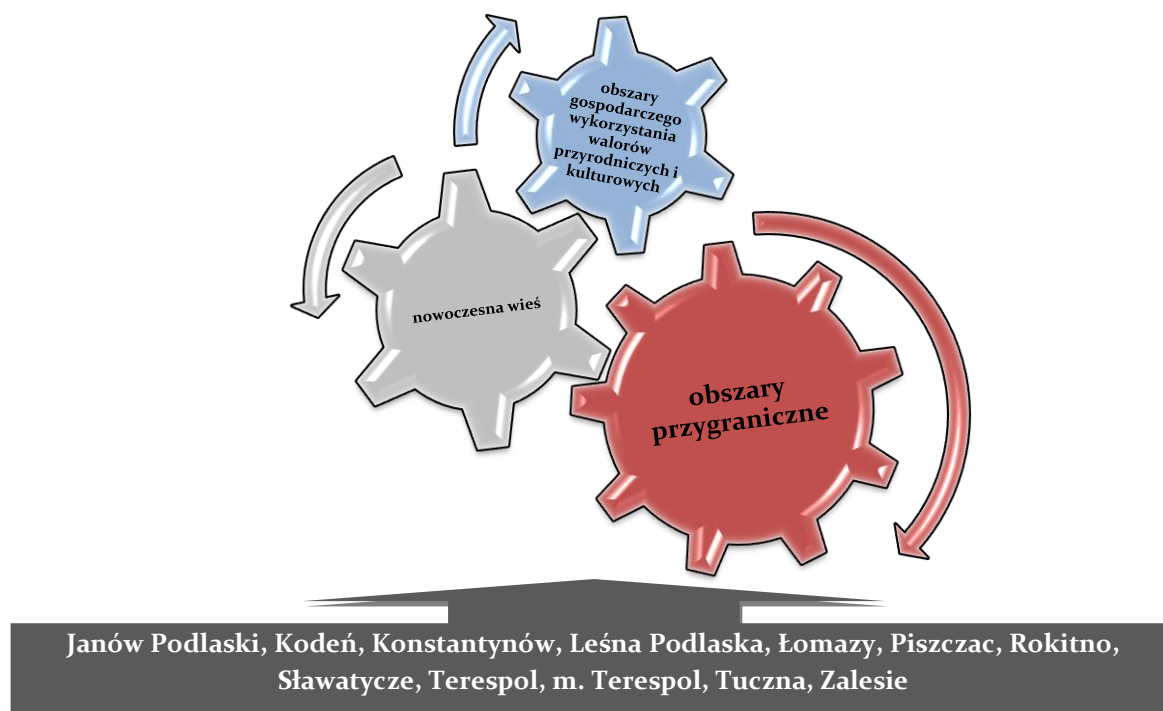 obszary
gospodarczego
wykorzystania
walorów
przyrodniczych i
kulturowych
nowoczesna wieś
obszary
przygraniczne
Janów Podlaski, Kodeń, Konstantynów, Leśna Podlaska, Łomazy, Piszczac, Rokitno,
Sławatycze, Terespol, m. Terespol, Tuczna, Zalesie